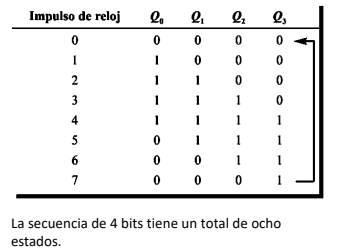 Impulso de reloj Q₀ Q₁ Q₂ Q₃
0 0 0 0 0
1 1 0 0 0
2 1 1 0 0
3 1 1 1 0
4 1 1 1 1
5 0 1 1 1
6 0 0 1 1
7 0 0 0 1
La secuencia de 4 bits tiene un total de ocho
estados.